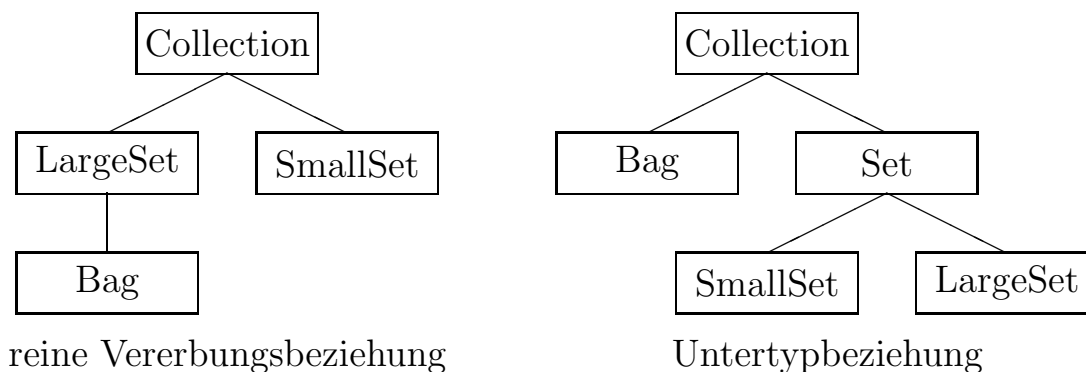 Collection
LargeSet
SmallSet
Bag
reine Vererbungsbeziehung
Collection
Bag
Set
SmallSet
LargeSet
Untertypbeziehung